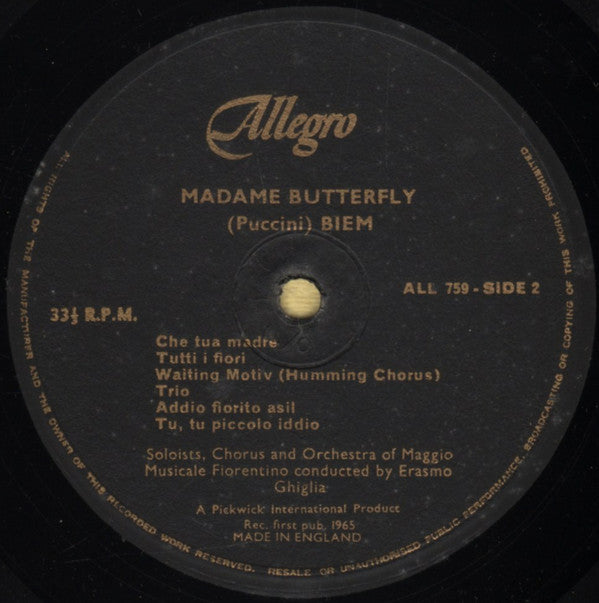 Allegro
MADAME BUTTERFLY
(Puccini) BIEM
ALL 759 - SIDE 2
33⅓ R.P.M.
Che tua madre
Tutti i fiori
Waiting Motiv (Humming Chorus)
Trio
Addio fiorito asil
Tu, tu piccolo iddio
Soloists, Chorus and Orchestra of Maggio
Musicale Fiorentino conducted by Erasmo
Ghiglia
A Pickwick International Product
Rec. first pub. 1965
MADE IN ENGLAND
ALL RIGHTS OF THE MANUFACTURER AND THE OWNER OF THIS RECORDED WORK RESERVED. RESALE OR UNAUTHORISED PUBLIC PERFORMANCE, BROADCASTING OR COPYING OF THIS WORK PROHIBITED